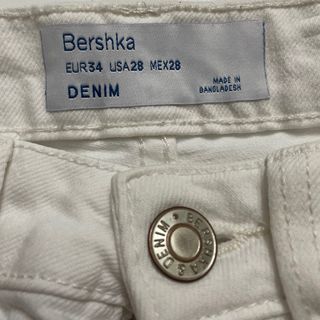 Bershka
EUR34 USA28 MEX28
DENIM
MADE IN
BANGLADESH
BERSHKA DENIM